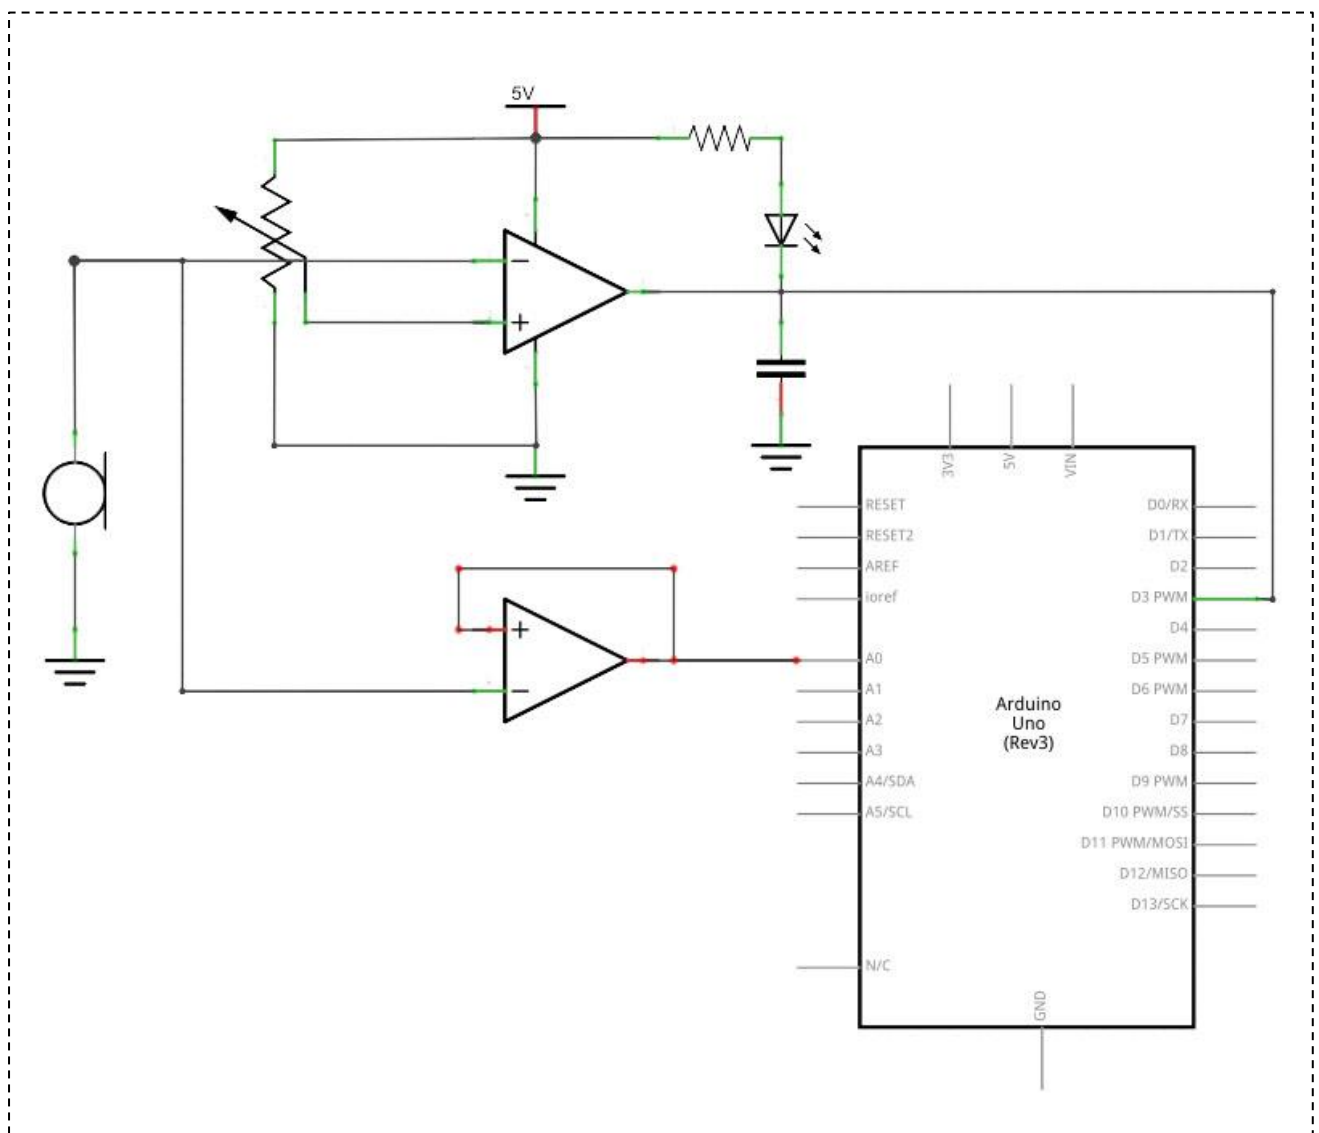 5V
−
+
3V3
5V
VIN
RESET
RESET2
AREF
ioref
A0
A1
A2
A3
A4/SDA
A5/SCL
N/C
D0/RX
D1/TX
D2
D3 PWM
D4
D5 PWM
D6 PWM
D7
D8
D9 PWM
D10 PWM/SS
D11 PWM/MOSI
D12/MISO
D13/SCK
Arduino
Uno
(Rev3)
GND
+
−